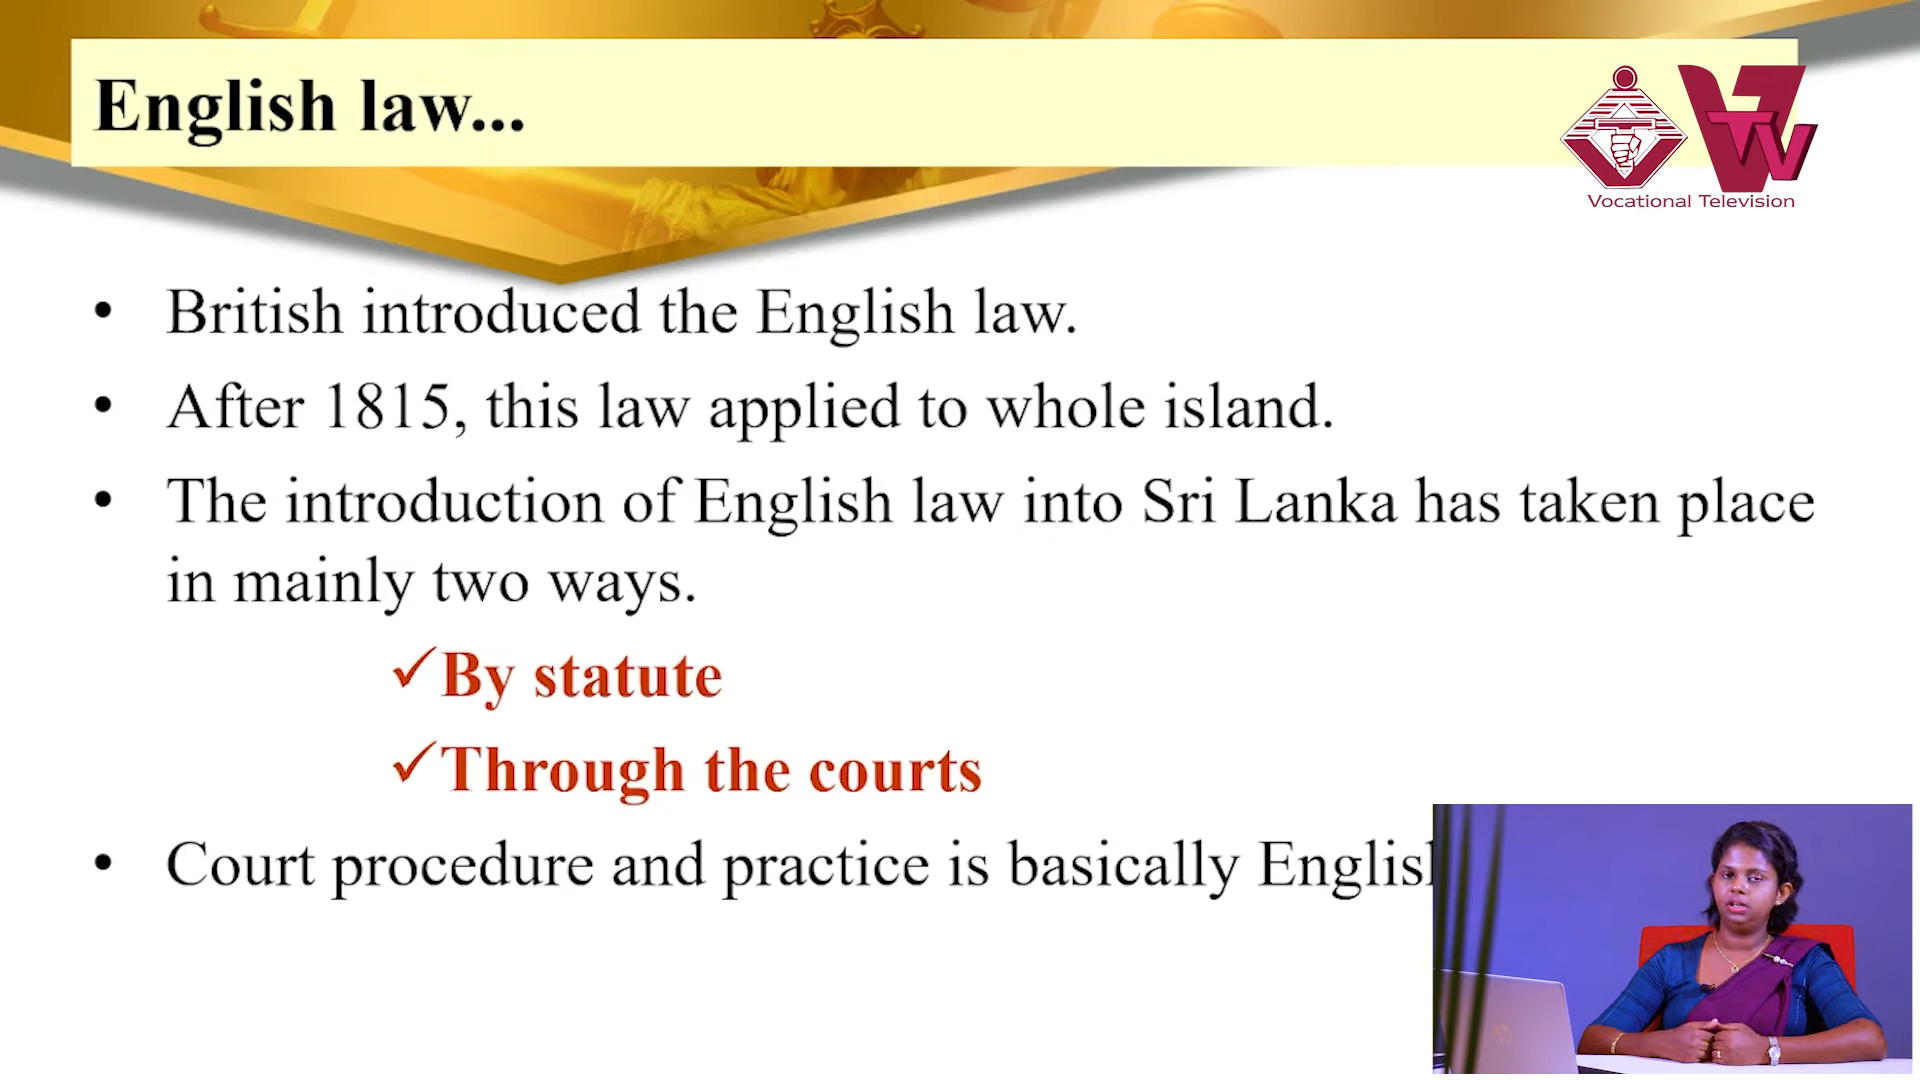 English law...
Vocational Television
• British introduced the English law.
• After 1815, this law applied to whole island.
• The introduction of English law into Sri Lanka has taken place
in mainly two ways.
✓By statute
✓Through the courts
• Court procedure and practice is basically English